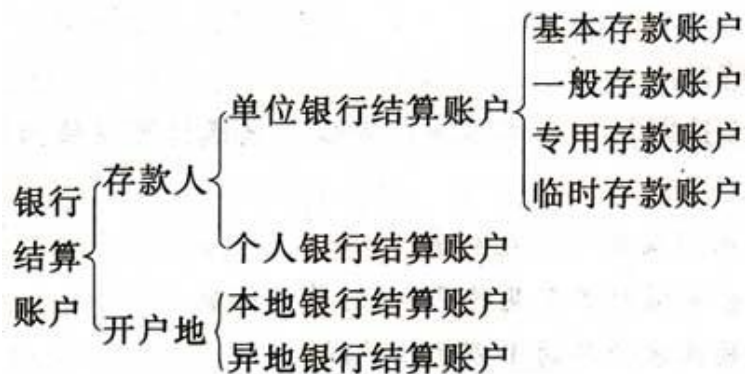 银行结算账户
存款人
单位银行结算账户
基本存款账户
一般存款账户
专用存款账户
临时存款账户
个人银行结算账户
开户地
本地银行结算账户
异地银行结算账户